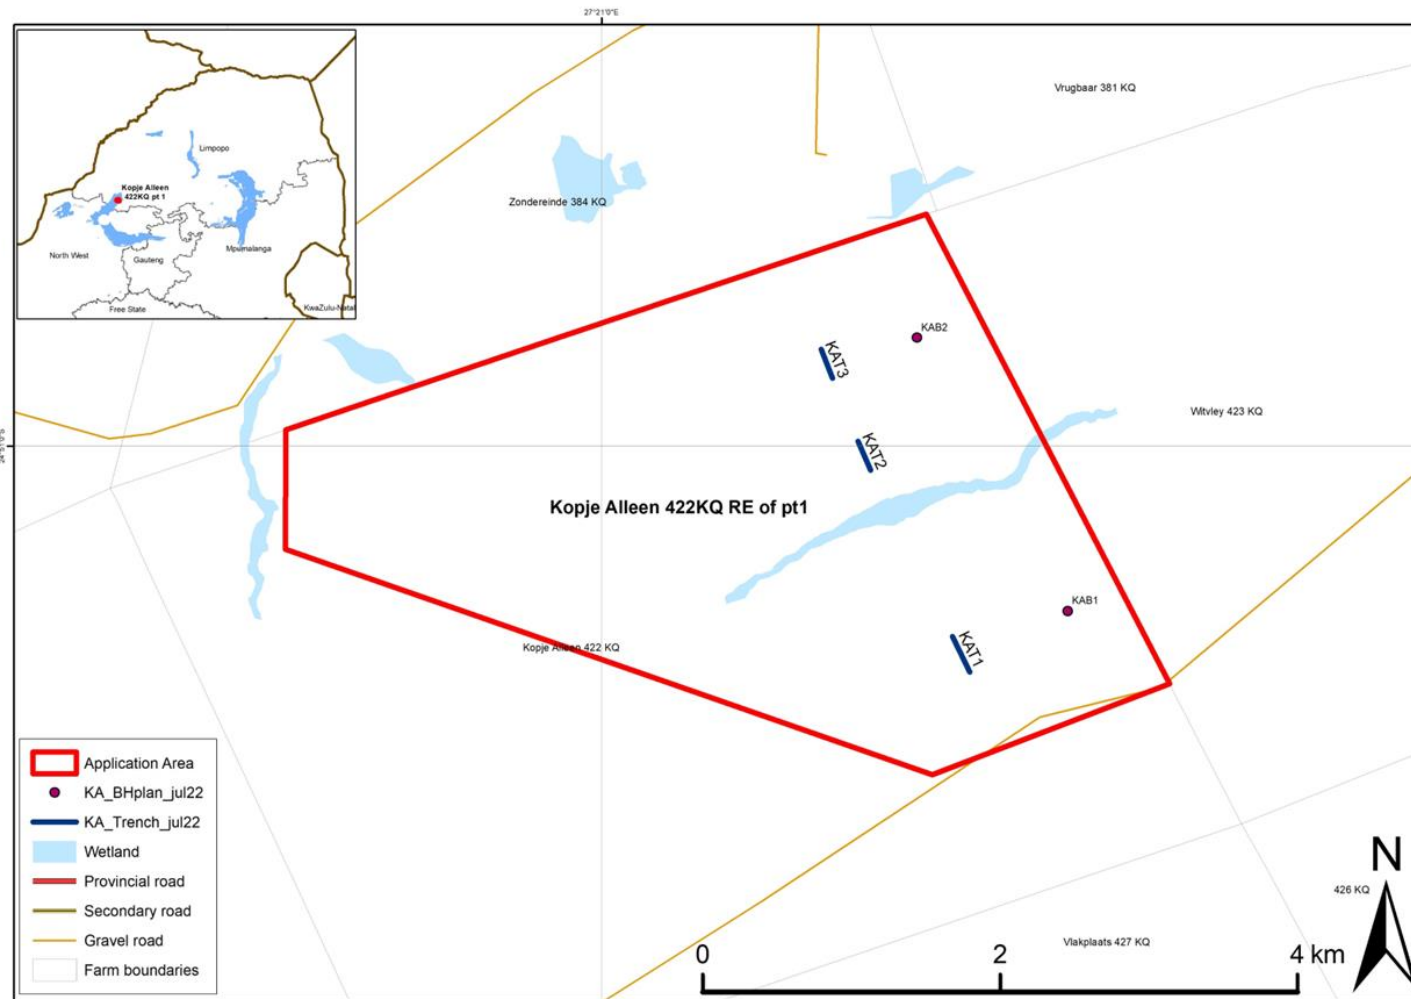 27°21'0"E
Vrugbaar 381 KQ
Limpopo
Kopje Alleen
422KQ pt 1
North West
Gauteng
Mpumalanga
Free State
KwaZulu-Natal
Zondereinde 384 KQ
KAB2
KAT3
Witvley 423 KQ
KAT2
24°51'0"S
Kopje Alleen 422KQ RE of pt1
KAB1
KAT1
Kopje Alleen 422 KQ
Application Area
KA_BHplan_jul22
KA_Trench_jul22
Wetland
Provincial road
Secondary road
Gravel road
Farm boundaries
N
426 KQ
Vlakplaats 427 KQ
0 2 4 km